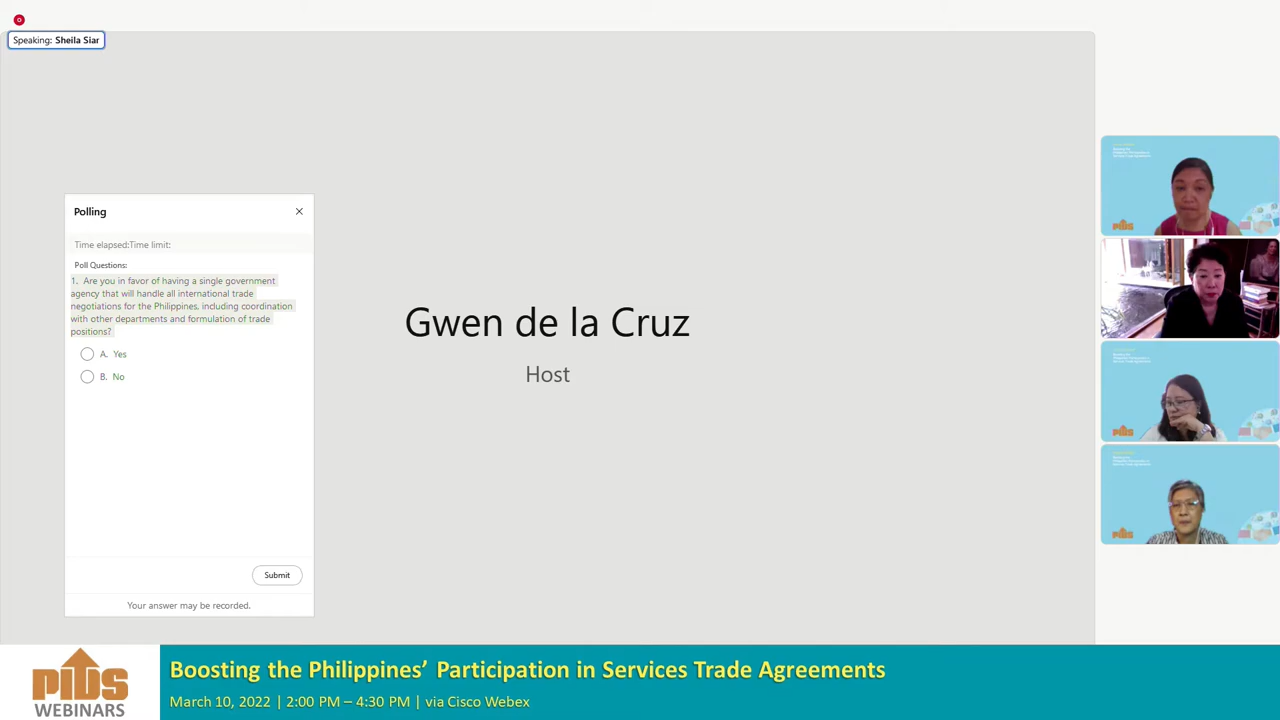 Speaking: Sheila Siar
Polling
Time elapsed:Time limit:
Poll Questions:
1. Are you in favor of having a single government
agency that will handle all international trade
negotiations for the Philippines, including coordination
with other departments and formulation of trade
positions?
A. Yes
B. No
Submit
Your answer may be recorded.
Gwen de la Cruz
Host
PIDS
PIDS
PIDS
PIDS
WEBINARS
Boosting the Philippines’ Participation in Services Trade Agreements
March 10, 2022 | 2:00 PM – 4:30 PM | via Cisco Webex